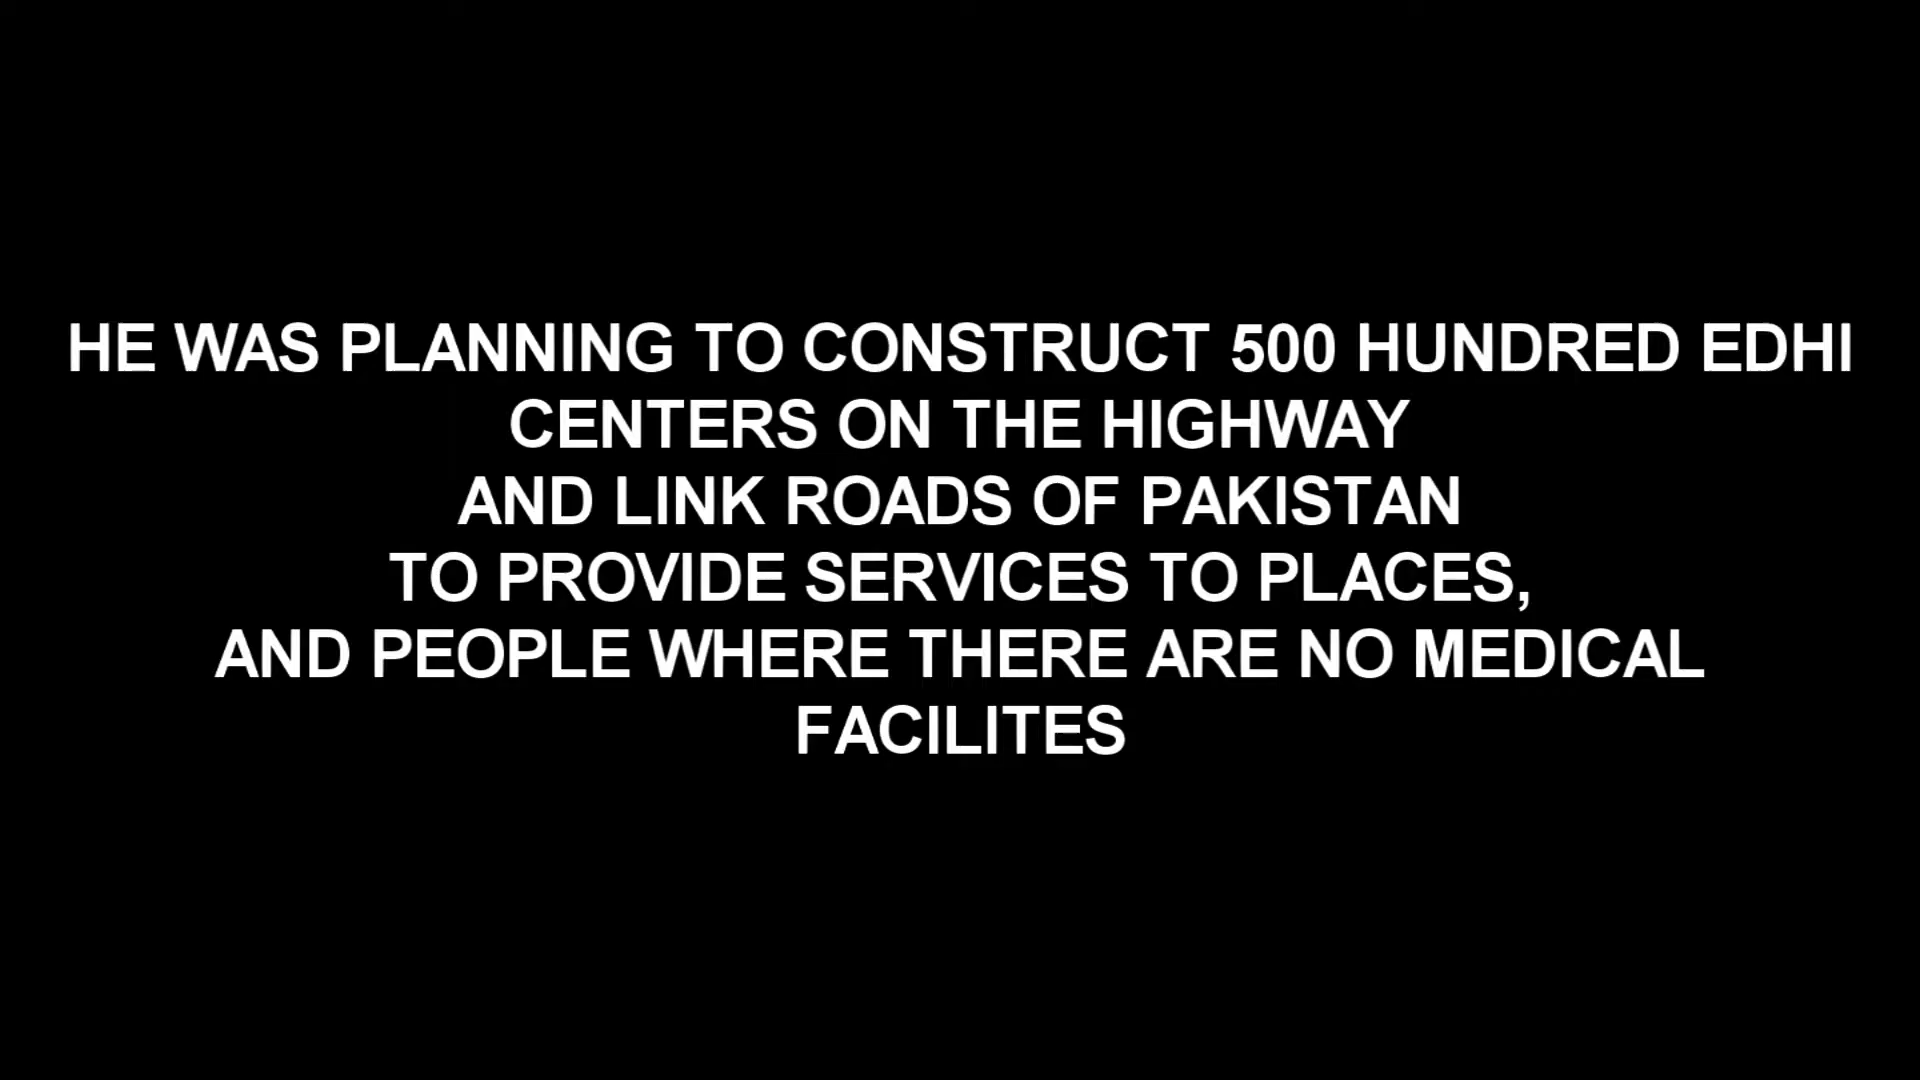 HE WAS PLANNING TO CONSTRUCT 500 HUNDRED EDHI
CENTERS ON THE HIGHWAY
AND LINK ROADS OF PAKISTAN
TO PROVIDE SERVICES TO PLACES,
AND PEOPLE WHERE THERE ARE NO MEDICAL
FACILITES